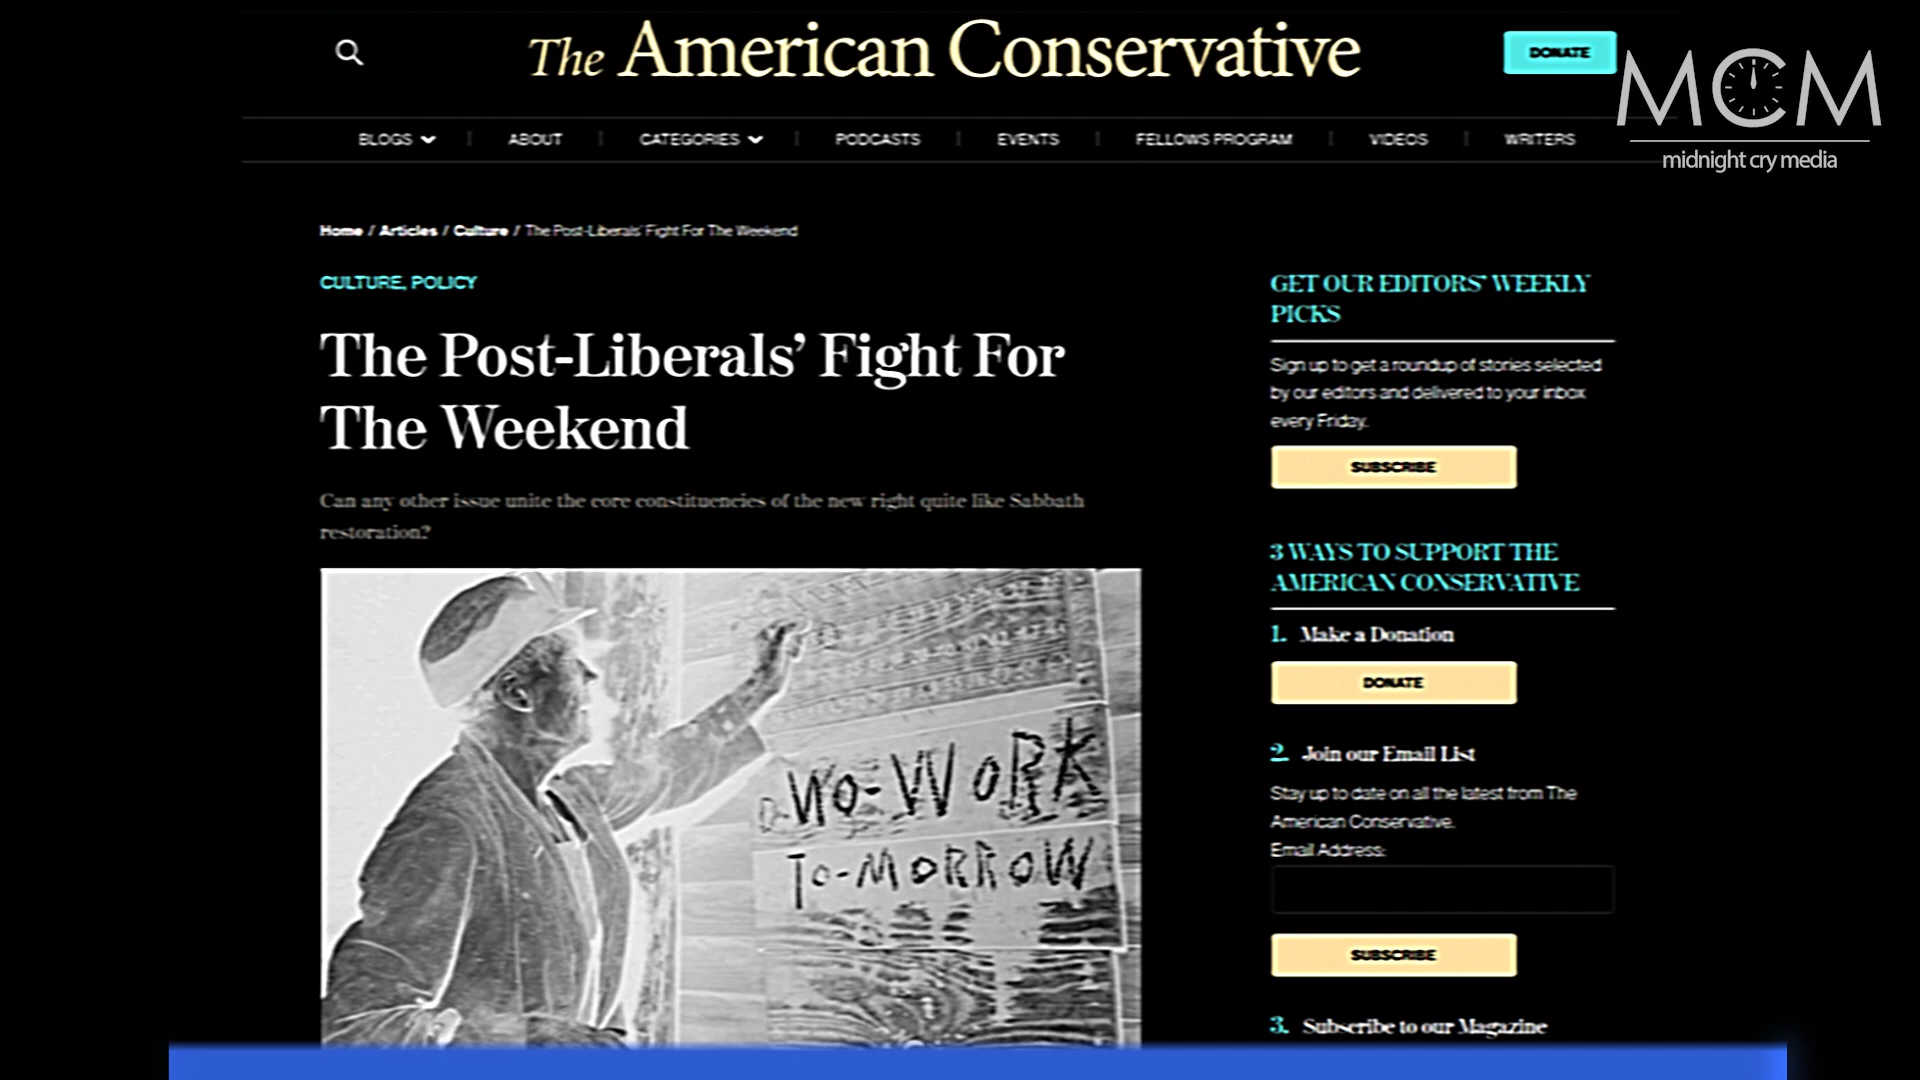 The American Conservative
DONATE
MCM
midnight cry media
BLOGS
ABOUT
CATEGORIES
PODCASTS
EVENTS
FELLOWS PROGRAM
VIDEOS
WRITERS
Home / Articles / Culture / The Post-Liberals' Fight For The Weekend
CULTURE, POLICY
The Post-Liberals' Fight For
The Weekend
Can any other issue unite the core constituencies of the new right quite like Sabbath
restoration?
WO-WORK
TO-MORROW
GET OUR EDITORS' WEEKLY
PICKS
Sign up to get a roundup of stories selected
by our editors and delivered to your inbox
every Friday.
SUBSCRIBE
3 WAYS TO SUPPORT THE
AMERICAN CONSERVATIVE
1. Make a Donation
DONATE
2. Join our Email List
Stay up to date on all the latest from The
American Conservative.
Email Address:
SUBSCRIBE
3. Subscribe to our Magazine